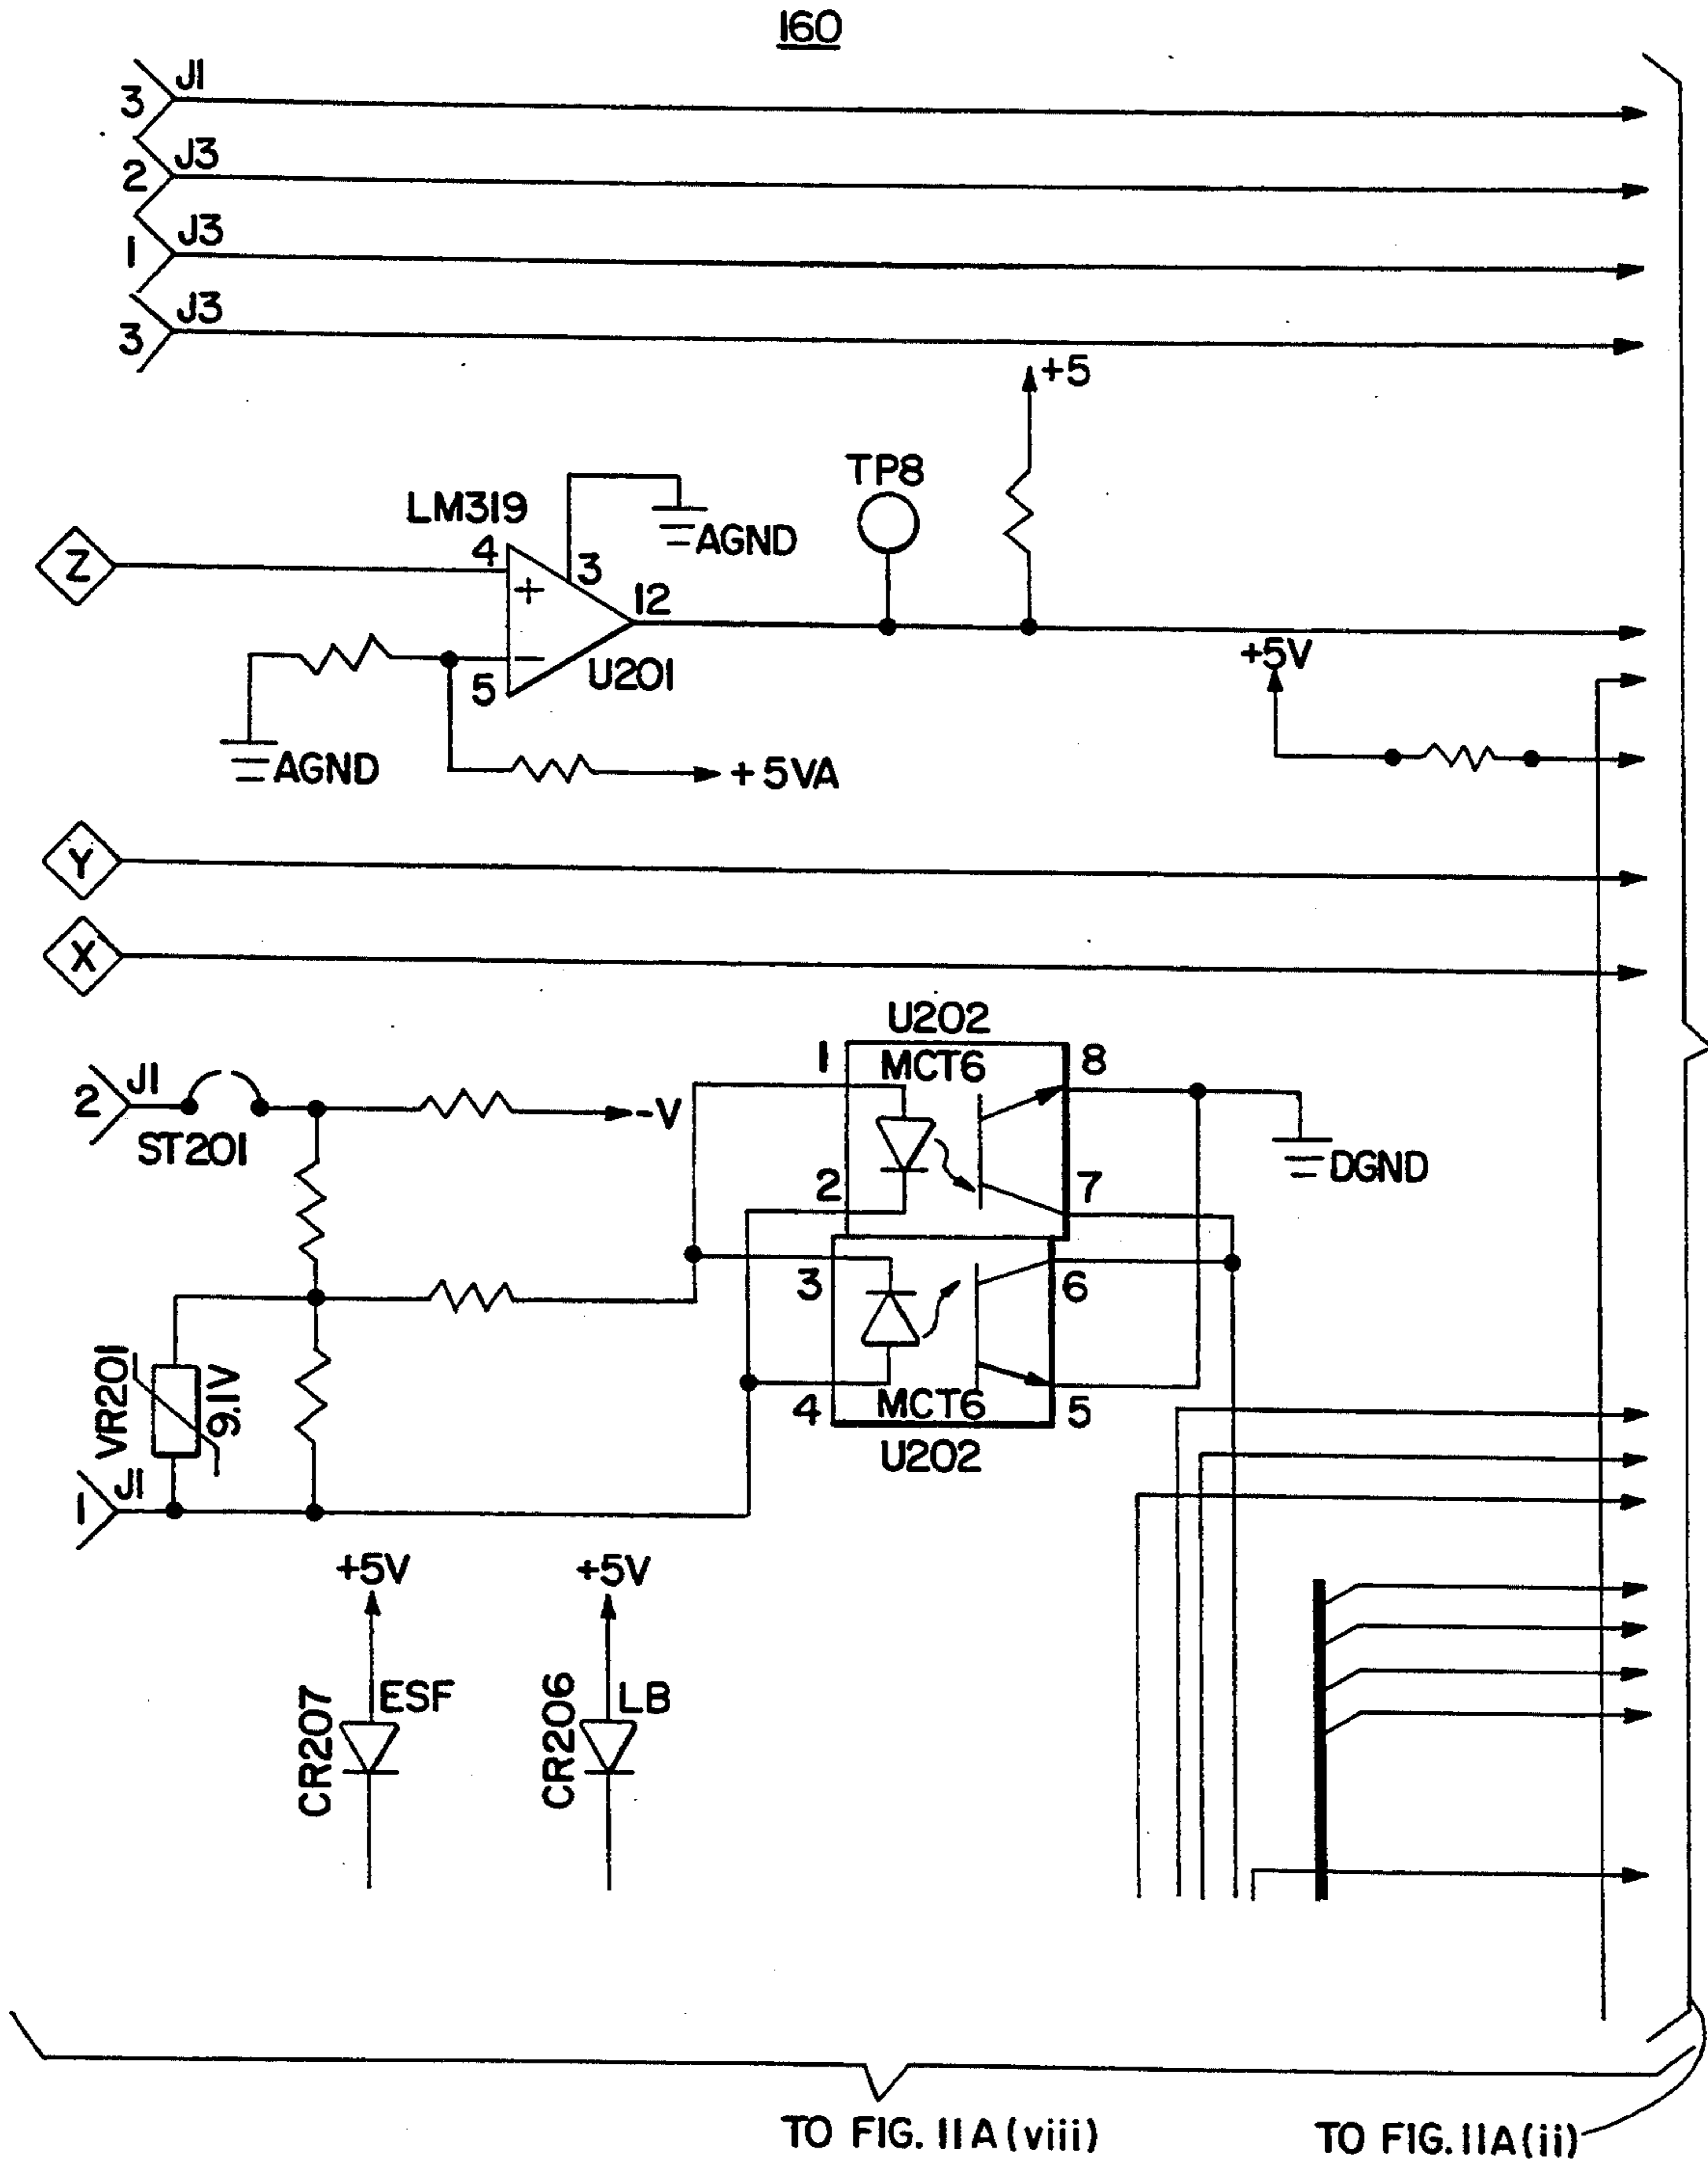 160
J1
3
J3
2
J3
1
J3
3
+5
TP8
LM319
AGND
Z
4
3
+
12
5
−
U201
+5V
AGND
+5VA
Y
X
U202
1
MCT6
8
J1
2
ST201
-V
DGND
2
7
3
6
VR201
9.1V
4
MCT6
5
U202
J1
1
+5V
+5V
CR207
ESF
CR206
LB
TO FIG. 11A (viii)
TO FIG. 11A (ii)